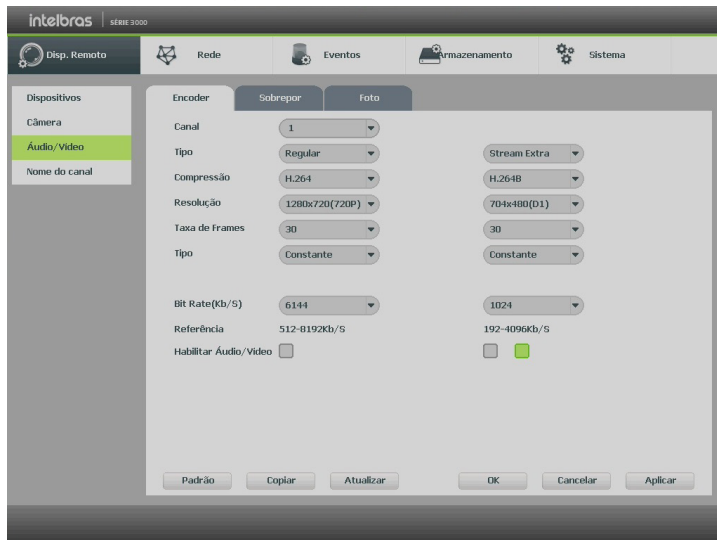 intelbras SÉRIE 3000
Disp. Remoto Rede Eventos Armazenamento Sistema
Dispositivos
Câmera
Áudio/Vídeo
Nome do canal
Encoder Sobrepor Foto
Canal 1
Tipo Regular Stream Extra
Compressão H.264 H.264B
Resolução 1280x720(720P) 704x480(D1)
Taxa de Frames 30 30
Tipo Constante Constante
Bit Rate(Kb/S) 6144 1024
Referência 512-8192Kb/S 192-4096Kb/S
Habilitar Áudio/Vídeo
Padrão Copiar Atualizar OK Cancelar Aplicar